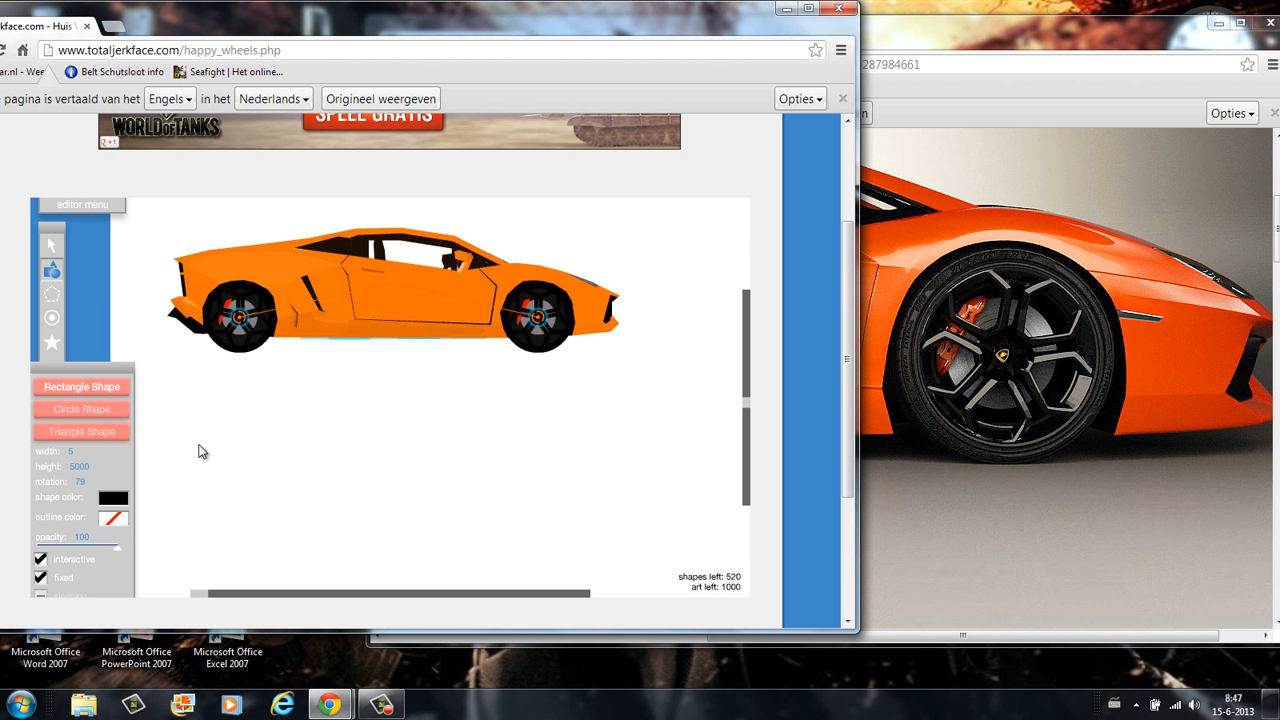 kface.com - Huis
www.totaljerkface.com/happy_wheels.php
287984661
ar.nl - Wee
Belt Schutsloot info
Seafight | Hét online...
pagina is vertaald van het
Engels
in het
Nederlands
Origineel weergeven
Opties
en
Opties
WORLD OF TANKS
SPEEL GRATIS
+1
editor menu
Rectangle Shape
Circle Shape
Triangle Shape
width: 5
height: 5000
rotation: 79
shape color:
outline color:
opacity: 100
interactive
fixed
shapes left: 520
art left: 1000
Microsoft Office Word 2007
Microsoft Office PowerPoint 2007
Microsoft Office Excel 2007
8:47
15-6-2013